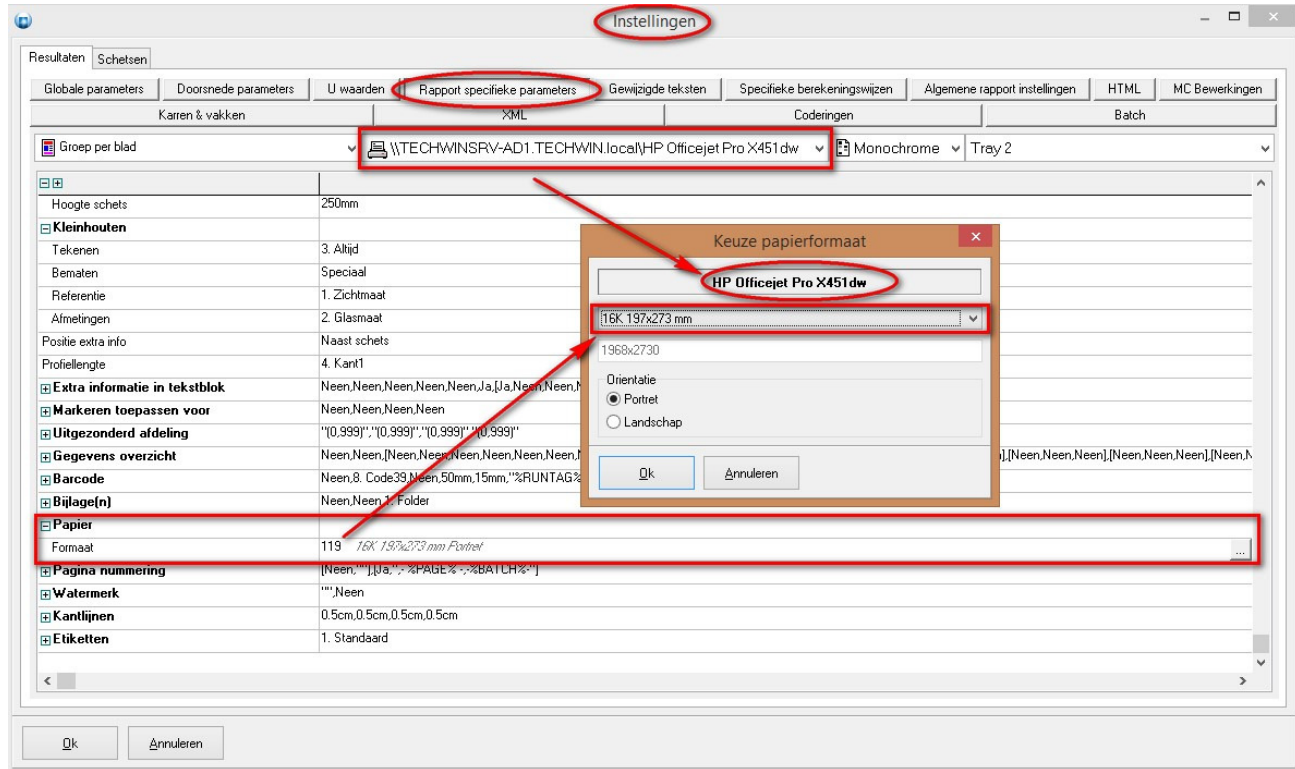 Instellingen
Resultaten Schetsen
Globale parameters Doorsnede parameters U waarden Rapport specifieke parameters Gewijzigde teksten Specifieke berekeningswijzen Algemene rapport instellingen HTML MC Bewerkingen
Karren & vakken XML Coderingen Batch
Groep per blad \\TECHWINSRV-AD1.TECHWIN.local\HP Officejet Pro X451dw Monochrome Tray 2
Hoogte schets 250mm
Kleinhouten
Tekenen 3. Altijd
Bematen Speciaal
Referentie 1. Zichtmaat
Afmetingen 2. Glasmaat
Positie extra info Naast schets
Profiellengte 4. Kant1
Extra informatie in tekstblok Neen,Neen,Neen,Neen,Neen,Ja,[Ja,Neen,Neen,N
Markeren toepassen voor Neen,Neen,Neen,Neen
Uitgezonderd afdeling "(0,999)","(0,999)","(0,999)","(0,999)"
Gegevens overzicht Neen,Neen,[Neen,Neen,Neen,Neen,Neen,Neen,N ],[Neen,Neen,Neen],[Neen,Neen,Neen],[Neen,N
Barcode Neen,8. Code39,Neen,50mm,15mm,"%RUNTAG%
Bijlage(n) Neen,Neen,1. Folder
Papier
Formaat 119 16K 197x273 mm Portret ...
Pagina nummering [Neen,""],[Ja,",- %PAGE% -,-%BATCH%-"]
Watermerk "",Neen
Kantlijnen 0.5cm,0.5cm,0.5cm,0.5cm
Etiketten 1. Standaard
Keuze papierformaat
HP Officejet Pro X451dw
16K 197x273 mm
1968x2730
Orientatie
Portret
Landschap
Ok Annuleren
Ok Annuleren